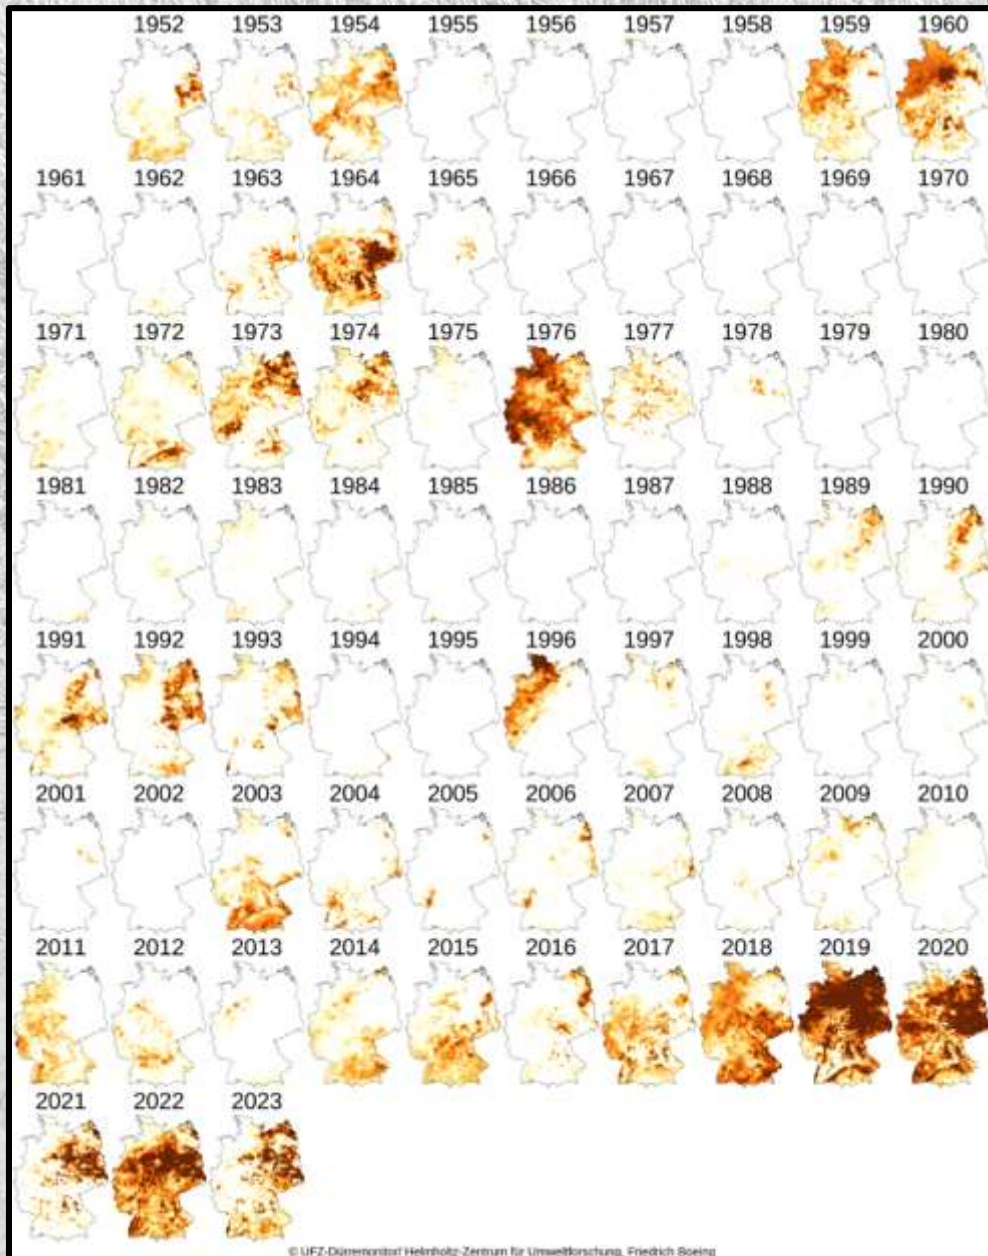 1952 1953 1954 1955 1956 1957 1958 1959 1960
1961 1962 1963 1964 1965 1966 1967 1968 1969 1970
1971 1972 1973 1974 1975 1976 1977 1978 1979 1980
1981 1982 1983 1984 1985 1986 1987 1988 1989 1990
1991 1992 1993 1994 1995 1996 1997 1998 1999 2000
2001 2002 2003 2004 2005 2006 2007 2008 2009 2010
2011 2012 2013 2014 2015 2016 2017 2018 2019 2020
2021 2022 2023
© UFZ-Dürremonitor/ Helmholtz-Zentrum für Umweltforschung, Friedrich Boeing